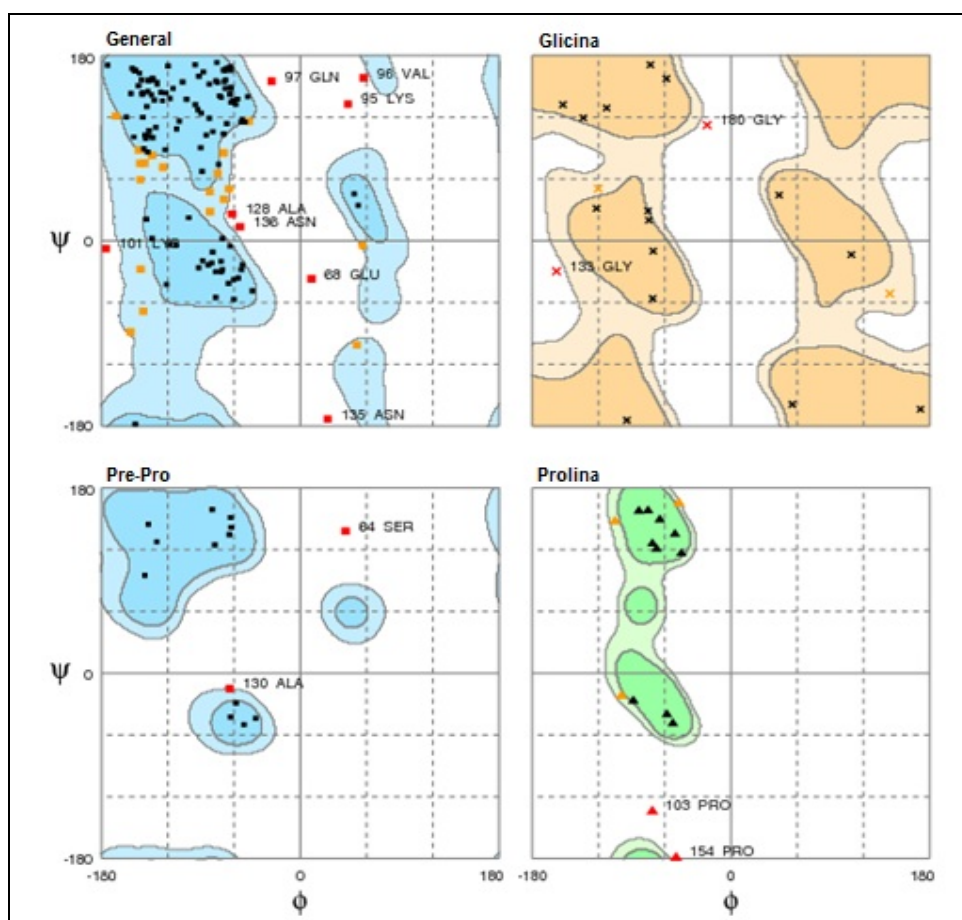 General
Glicina
180
97 GLN
96 VAL
95 LYS
180 GLY
128 ALA
136 ASN
Ψ
0
101 LYS
68 GLU
133 GLY
135 ASN
-180
Pre-Pro
Prolina
180
64 SER
Ψ
0
130 ALA
103 PRO
154 PRO
-180
-180
0
180
-180
0
180
ϕ
ϕ